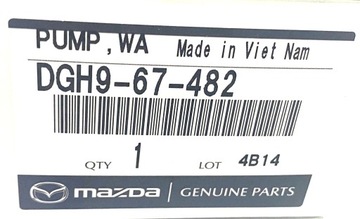 PUMP,WA Made in Viet Nam
DGH9-67-482
QTY 1 LOT 4B14
mazda | GENUINE PARTS